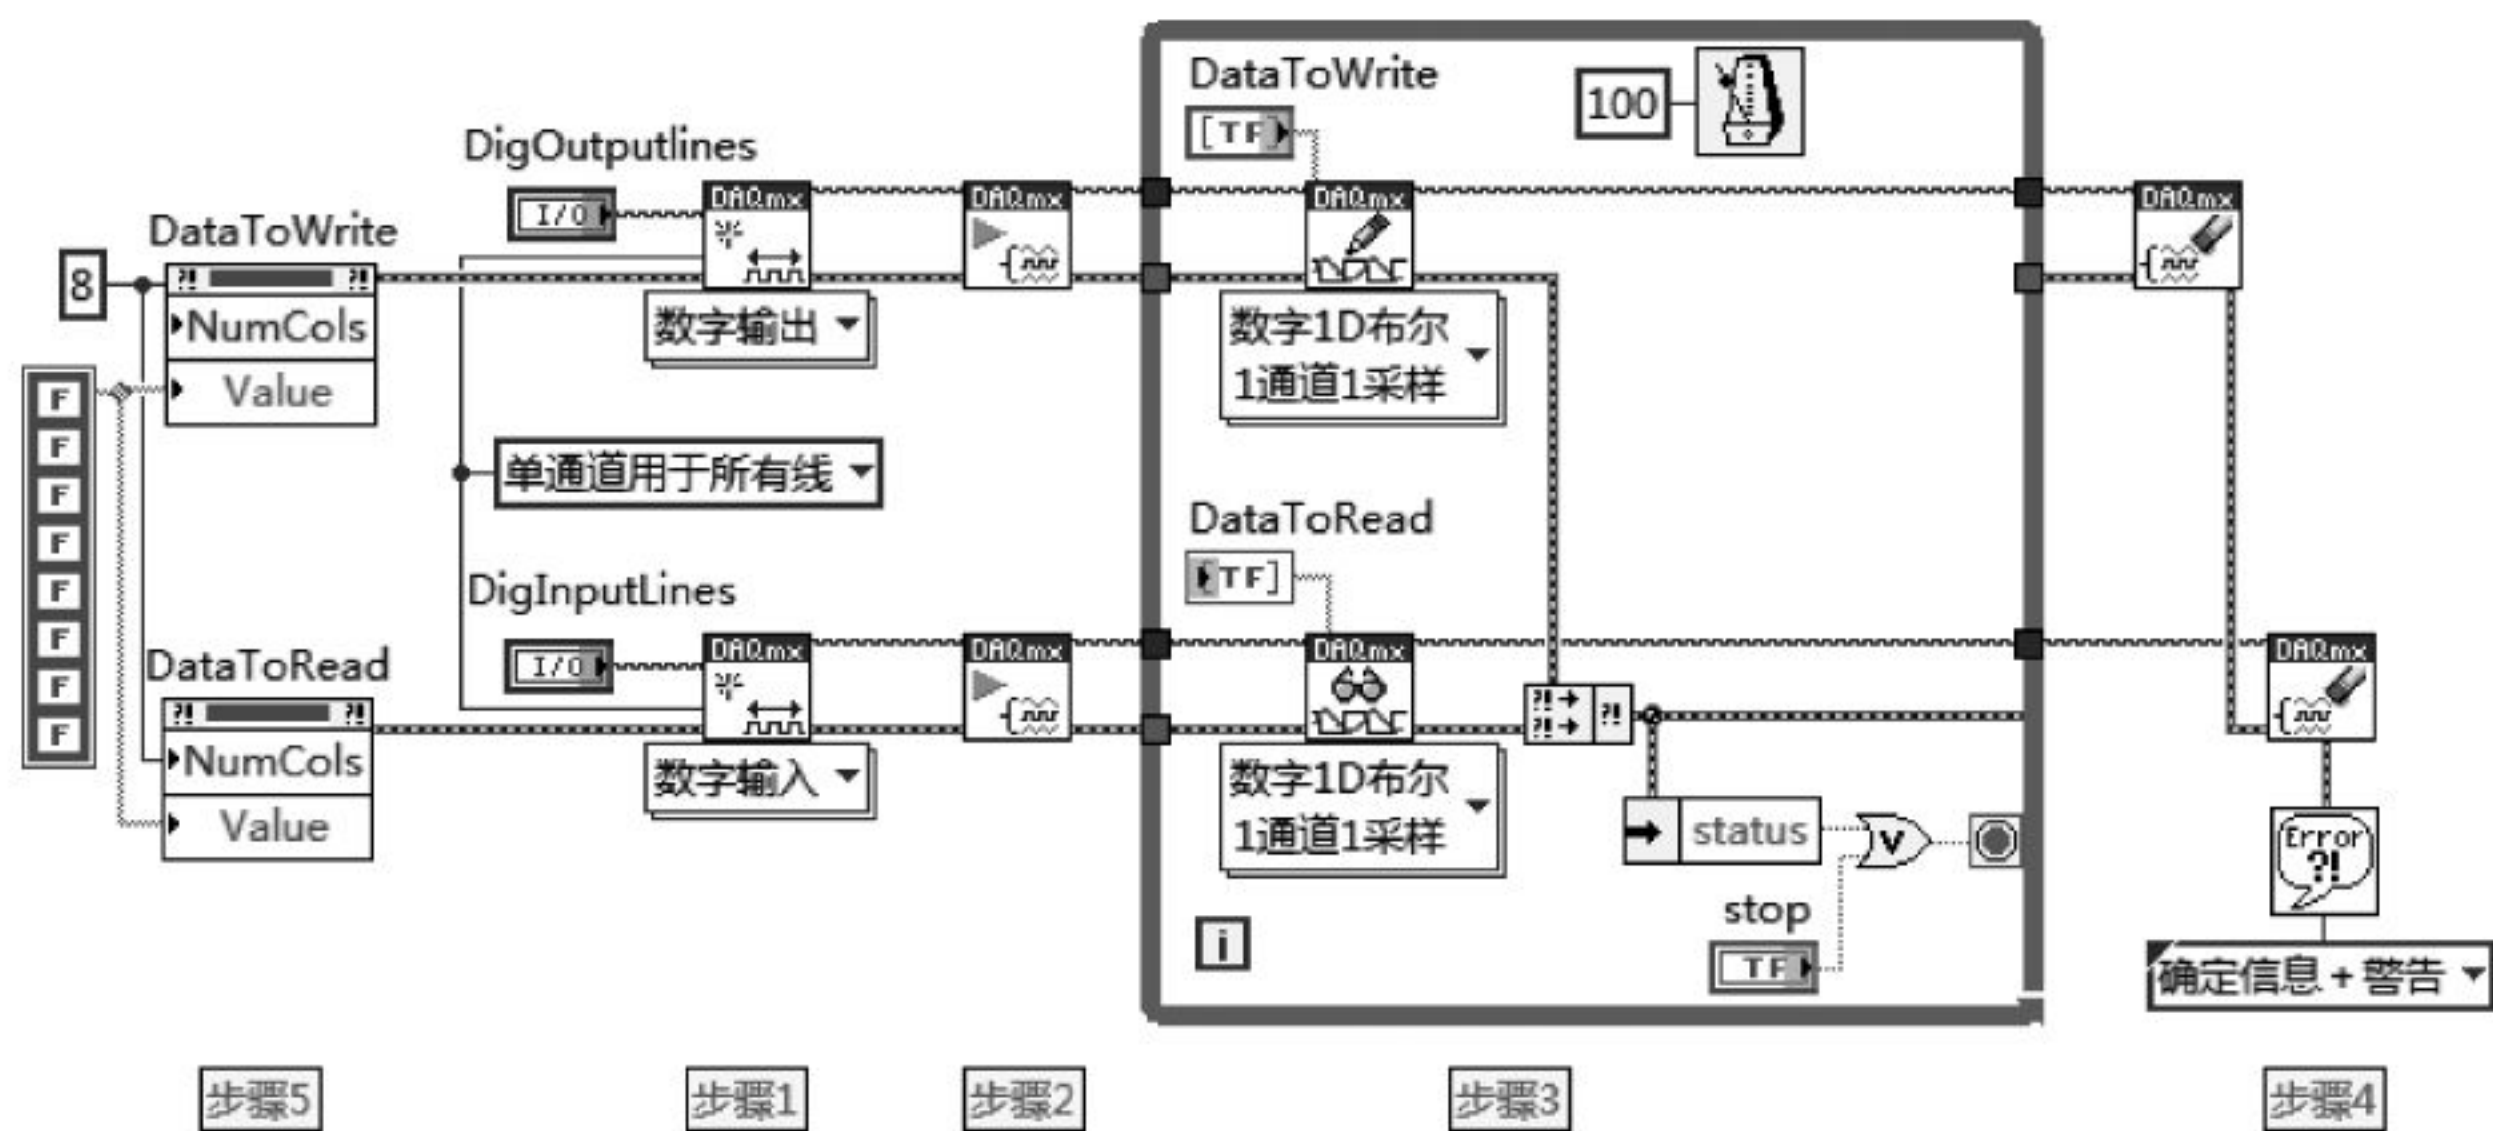 DataToWrite
100
DigOutputlines
[TF]
DAQmx
DAQmx
DAQmx
DAQmx
I/O
DataToWrite
8
?! ?!
NumCols
Value
数字输出
数字1D布尔
1通道1采样
F
F
F
F
F
F
F
F
单通道用于所有线
DataToRead
[TF]
DigInputLines
I/O
DAQmx
DAQmx
DAQmx
DAQmx
DataToRead
?! ?!
NumCols
Value
数字输入
数字1D布尔
1通道1采样
?!
?!
?!
status
V
Error
?!
stop
TF
i
确定信息 + 警告
步骤5
步骤1
步骤2
步骤3
步骤4